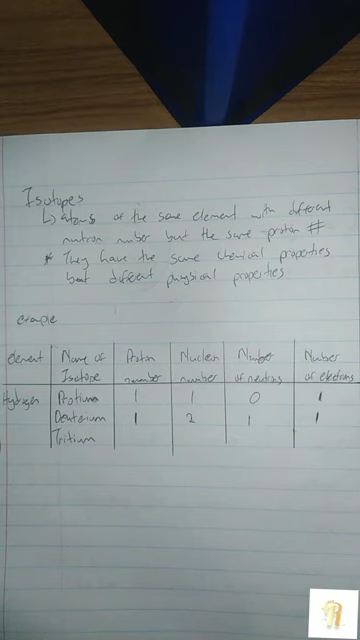 Isotopes
↳ atoms of the same element with different
nutron number but the same proton #
* They have the same chemical properties
but different physical properties
example
Element | Name of Isotope | Proton number | Nucleon number | Number of neutrons | Number of electrons
Hydrogen | Protium | 1 | 1 | 0 | 1
Deuterium | 1 | 2 | 1 | 1
Tritium